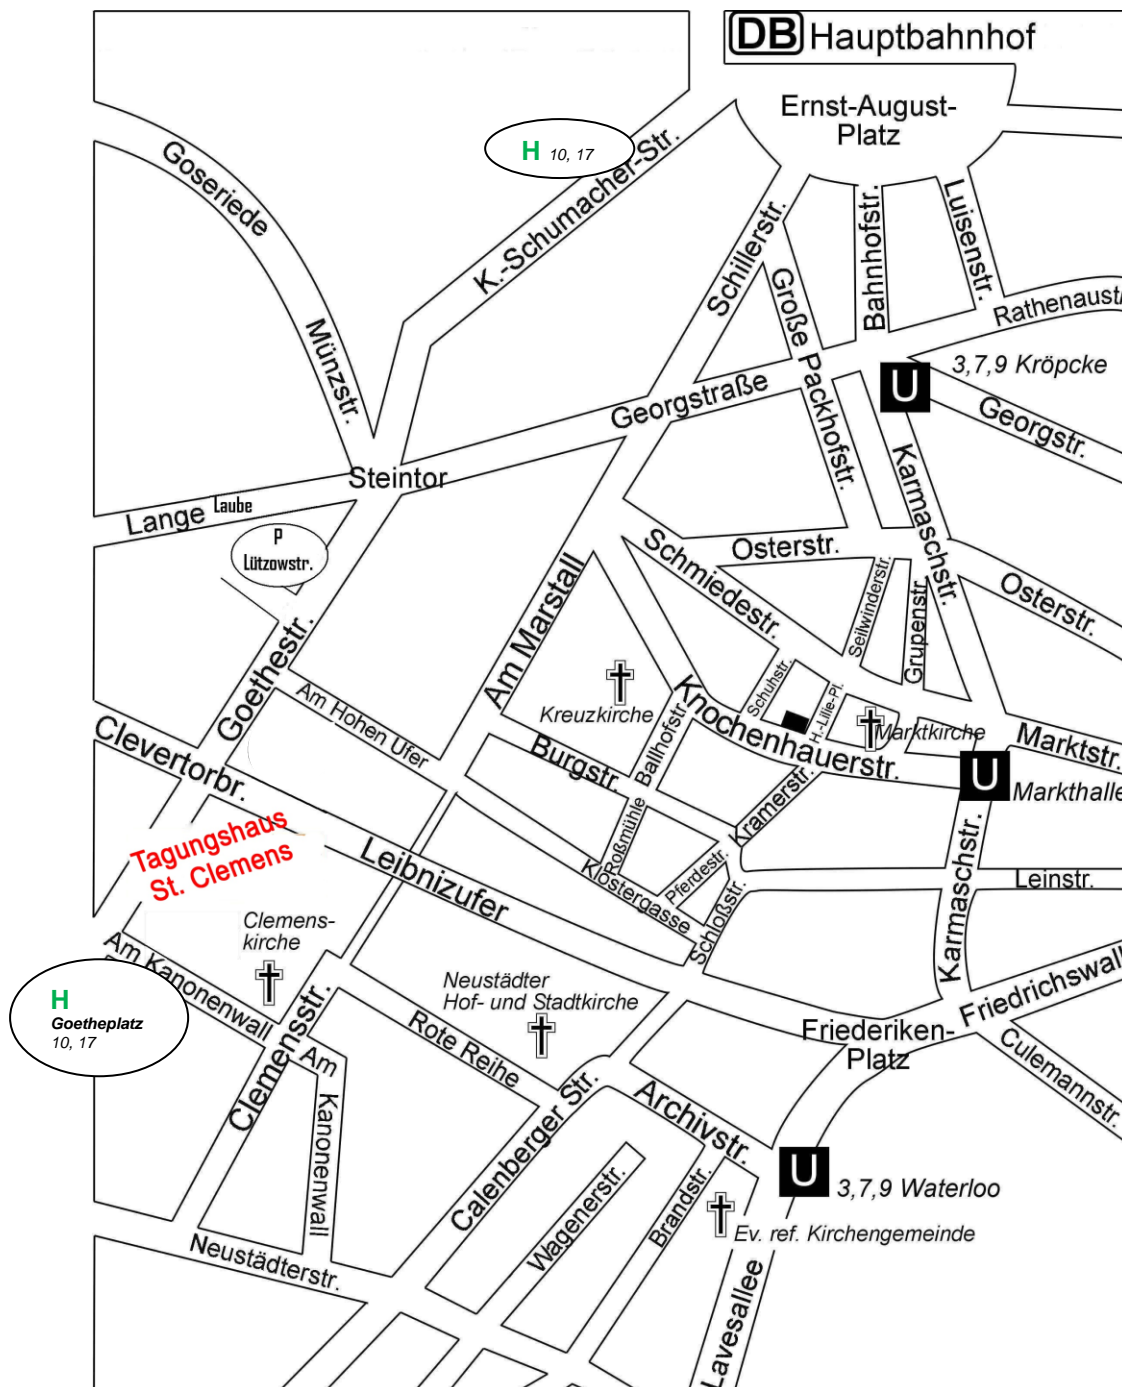 DB Hauptbahnhof
Ernst-August-
Platz
H 10, 17
K.-Schumacher-Str.
Goseriede
Münzstr.
Schillerstr.
Große Packhofstr.
Bahnhofstr.
Luisenstr.
Rathenaust
U
3,7,9 Kröpcke
Georgstraße
Georgstr.
Steintor
Lange Laube
P
Lützowstr.
Karmaschstr.
Osterstr.
Osterstr.
Schmiedestr.
Seilwinderstr.
Grupenstr.
Am Marstall
Goethestr.
Am Hohen Ufer
Kreuzkirche
Knochenhauerstr.
Schuhstr.
H.-Lilie-Pl.
Marktkirche
Marktstr.
U
Markthalle
Clevertorbr.
Burgstr.
Ballhofstr.
Kramerstr.
Roßmühle
Pferdestr.
Klostergasse
Schloßstr.
Leinstr.
Karmaschstr.
Tagungshaus
St. Clemens
Leibnizufer
Clemens-
kirche
Am Kanonenwall
H
Goetheplatz
10, 17
Neustädter
Hof- und Stadtkirche
Rote Reihe
Clemensstr.
Am
Kanonenwall
Friederiken-
Platz
Friedrichswall
Culemannstr.
Calenberger Str.
Archivstr.
U
3,7,9 Waterloo
Wagenerstr.
Brandstr.
Ev. ref. Kirchengemeinde
Neustädterstr.
Lavesallee